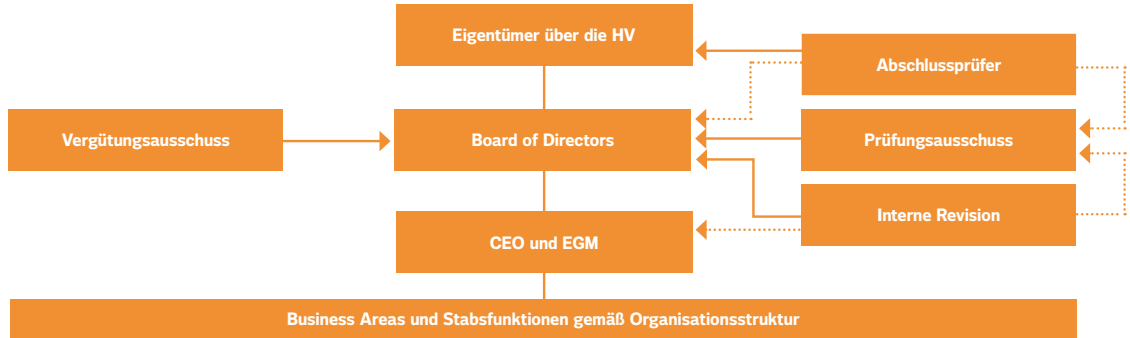 Eigentümer über die HV
Abschlussprüfer
Vergütungsausschuss
Board of Directors
Prüfungsausschuss
Interne Revision
CEO und EGM
Business Areas und Stabsfunktionen gemäß Organisationsstruktur